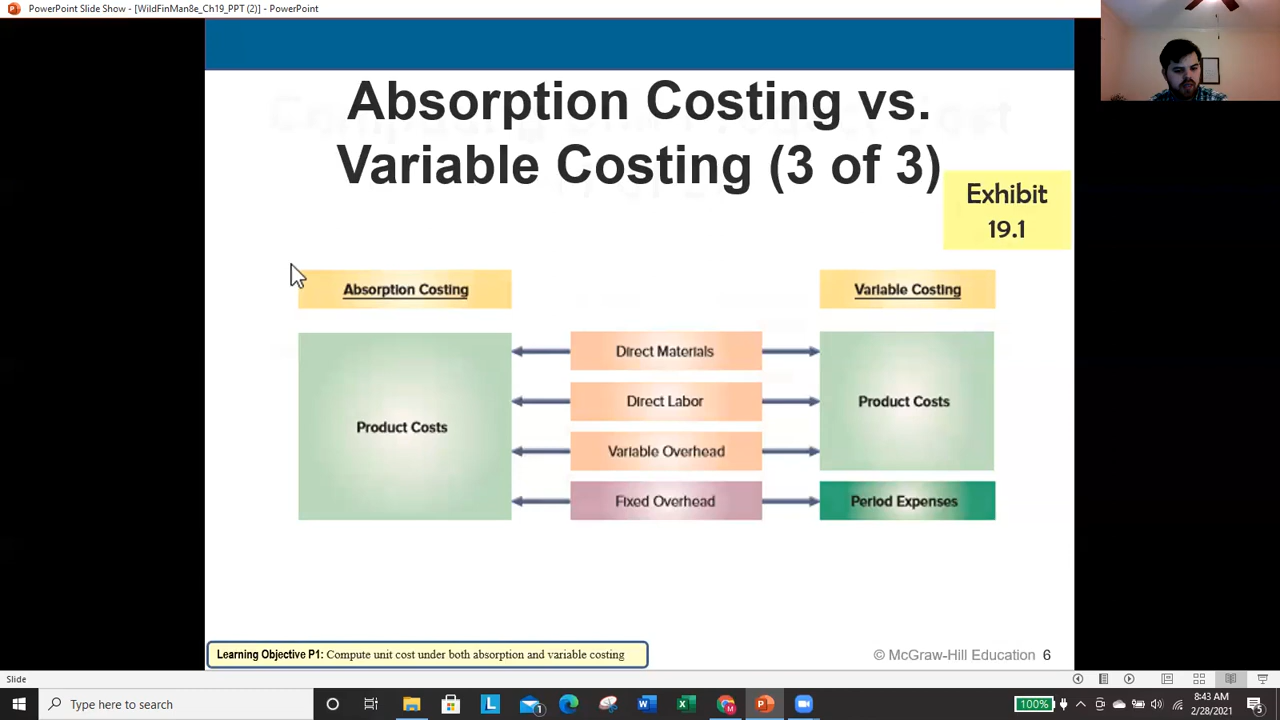 PowerPoint Slide Show - [WildFinMan8e_Ch19_PPT (2)] - PowerPoint
Absorption Costing vs.
Variable Costing (3 of 3)
Exhibit
19.1
Absorption Costing
Variable Costing
Direct Materials
Direct Labor
Product Costs
Product Costs
Variable Overhead
Fixed Overhead
Period Expenses
Learning Objective P1: Compute unit cost under both absorption and variable costing
© McGraw-Hill Education 6
Slide
Type here to search
100%
8:43 AM
2/28/2021